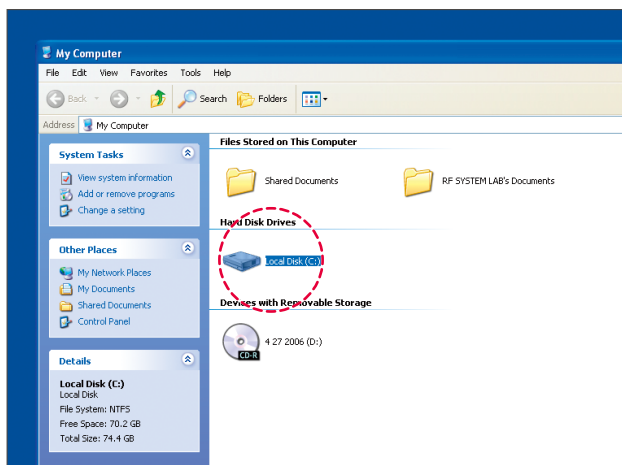 My Computer
File Edit View Favorites Tools Help
Back Search Folders
Address My Computer
System Tasks
View system information
Add or remove programs
Change a setting
Other Places
My Network Places
My Documents
Shared Documents
Control Panel
Details
Local Disk (C:)
Local Disk
File System: NTFS
Free Space: 70.2 GB
Total Size: 74.4 GB
Files Stored on This Computer
Shared Documents RF SYSTEM LAB's Documents
Hard Disk Drives
Local Disk (C:)
Devices with Removable Storage
4 27 2006 (D:)
CD-R